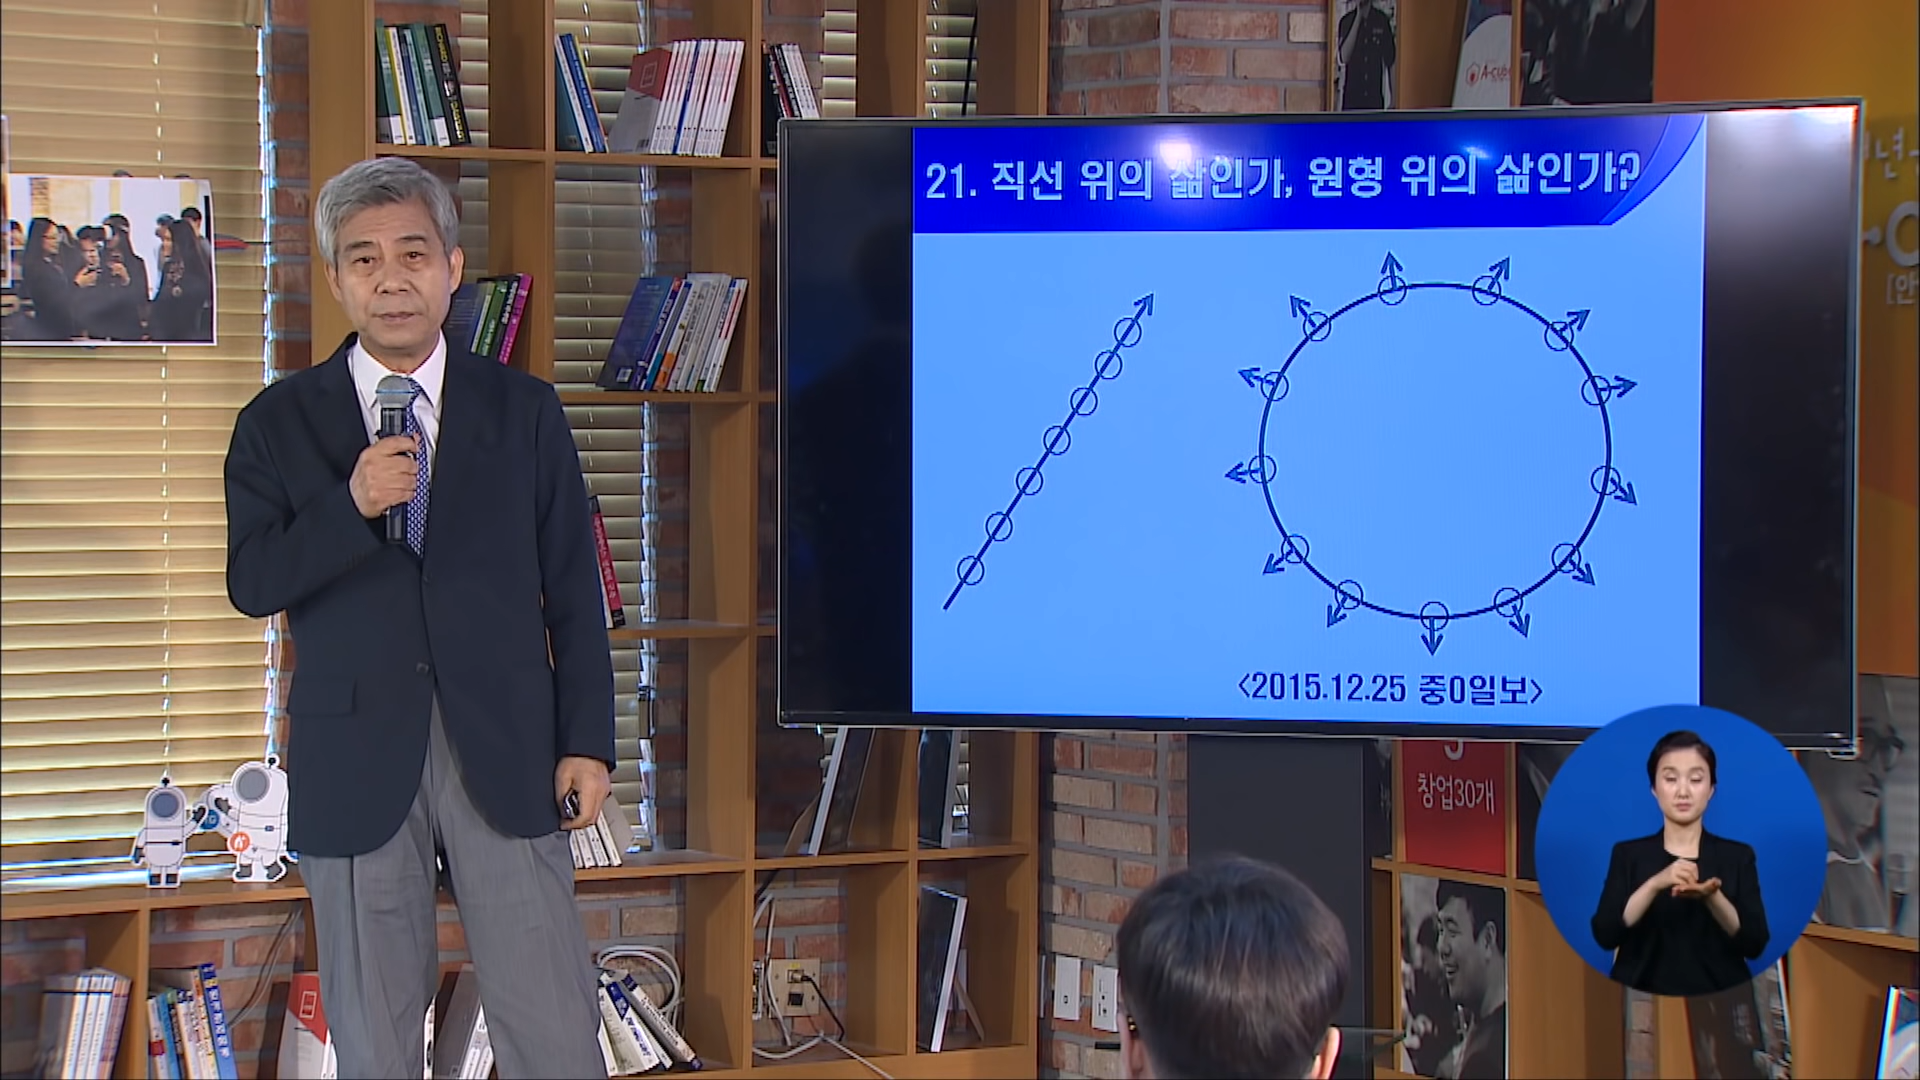 21. 직선 위의 삶인가, 원형 위의 삶인가?
<2015.12.25 중0일보>
창업30개